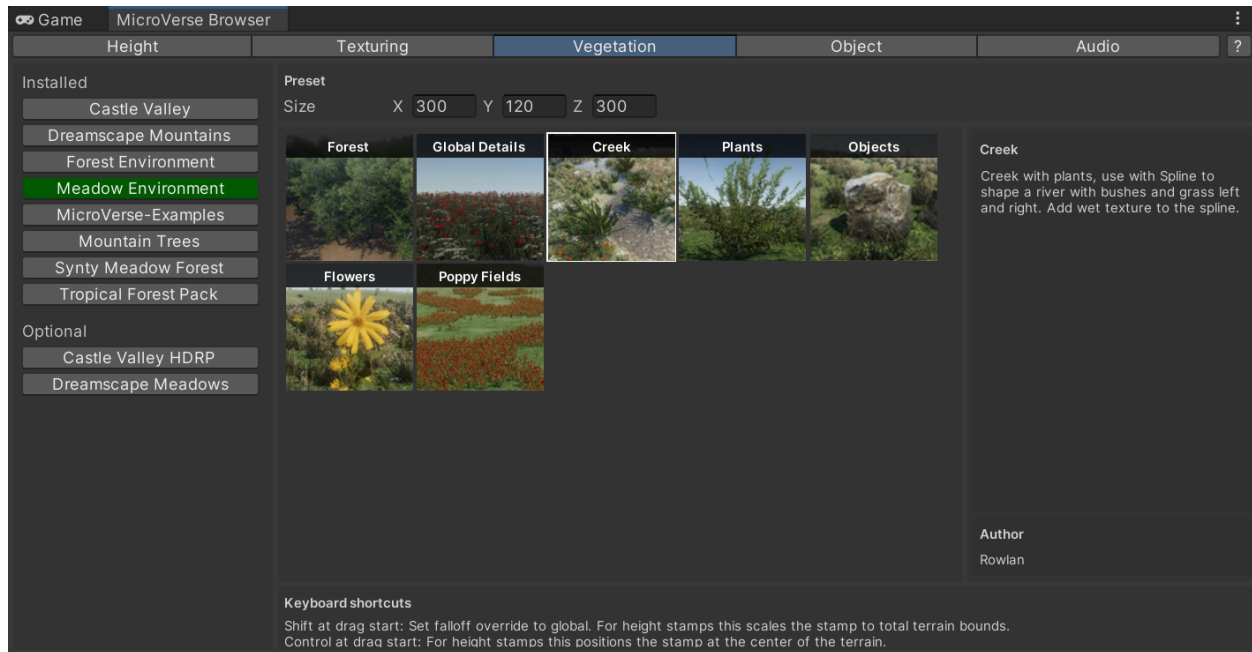 Game MicroVerse Browser
Height Texturing Vegetation Object Audio ?
Installed
Castle Valley
Dreamscape Mountains
Forest Environment
Meadow Environment
MicroVerse-Examples
Mountain Trees
Synty Meadow Forest
Tropical Forest Pack
Optional
Castle Valley HDRP
Dreamscape Meadows
Preset
Size X 300 Y 120 Z 300
Forest Global Details Creek Plants Objects
Flowers Poppy Fields
Creek
Creek with plants, use with Spline to
shape a river with bushes and grass left
and right. Add wet texture to the spline.
Author
Rowlan
Keyboard shortcuts
Shift at drag start: Set falloff override to global. For height stamps this scales the stamp to total terrain bounds.
Control at drag start: For height stamps this positions the stamp at the center of the terrain.